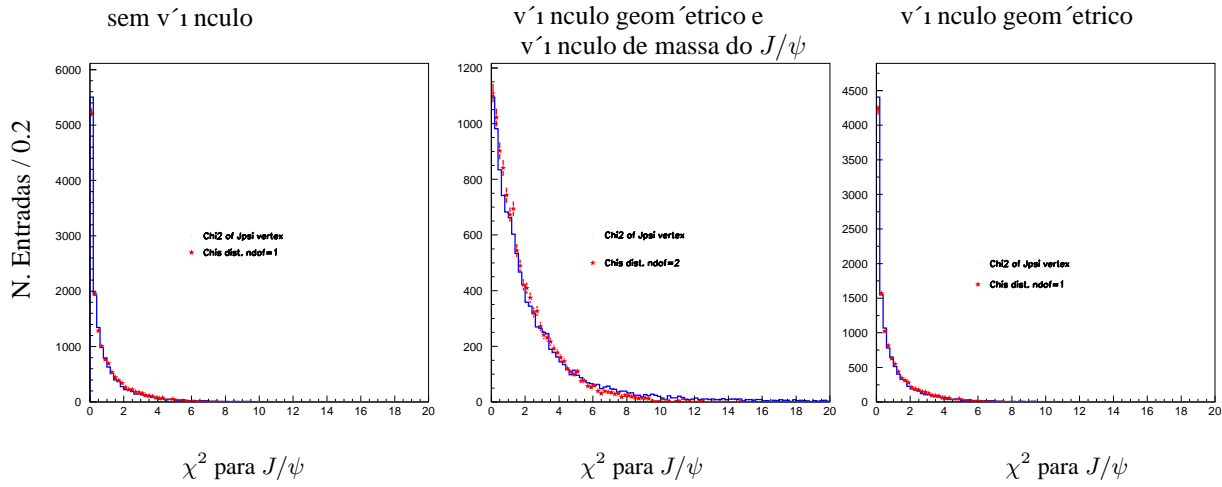 sem v´ı nculo
v´ı nculo geom´etrico e
v´ı nculo de massa do J/ψ
v´ı nculo geom´etrico
N. Entradas / 0.2
6000
5000
4000
3000
2000
1000
0
Chi2 of Jpsi vertex
Chis dist. ndof=1
0 2 4 6 8 10 12 14 16 18 20
χ² para J/ψ
1200
1000
800
600
400
200
0
Chi2 of Jpsi vertex
Chis dist. ndof=2
0 2 4 6 8 10 12 14 16 18 20
χ² para J/ψ
4500
4000
3500
3000
2500
2000
1500
1000
500
0
Chi2 of Jpsi vertex
Chis dist. ndof=1
0 2 4 6 8 10 12 14 16 18 20
χ² para J/ψ